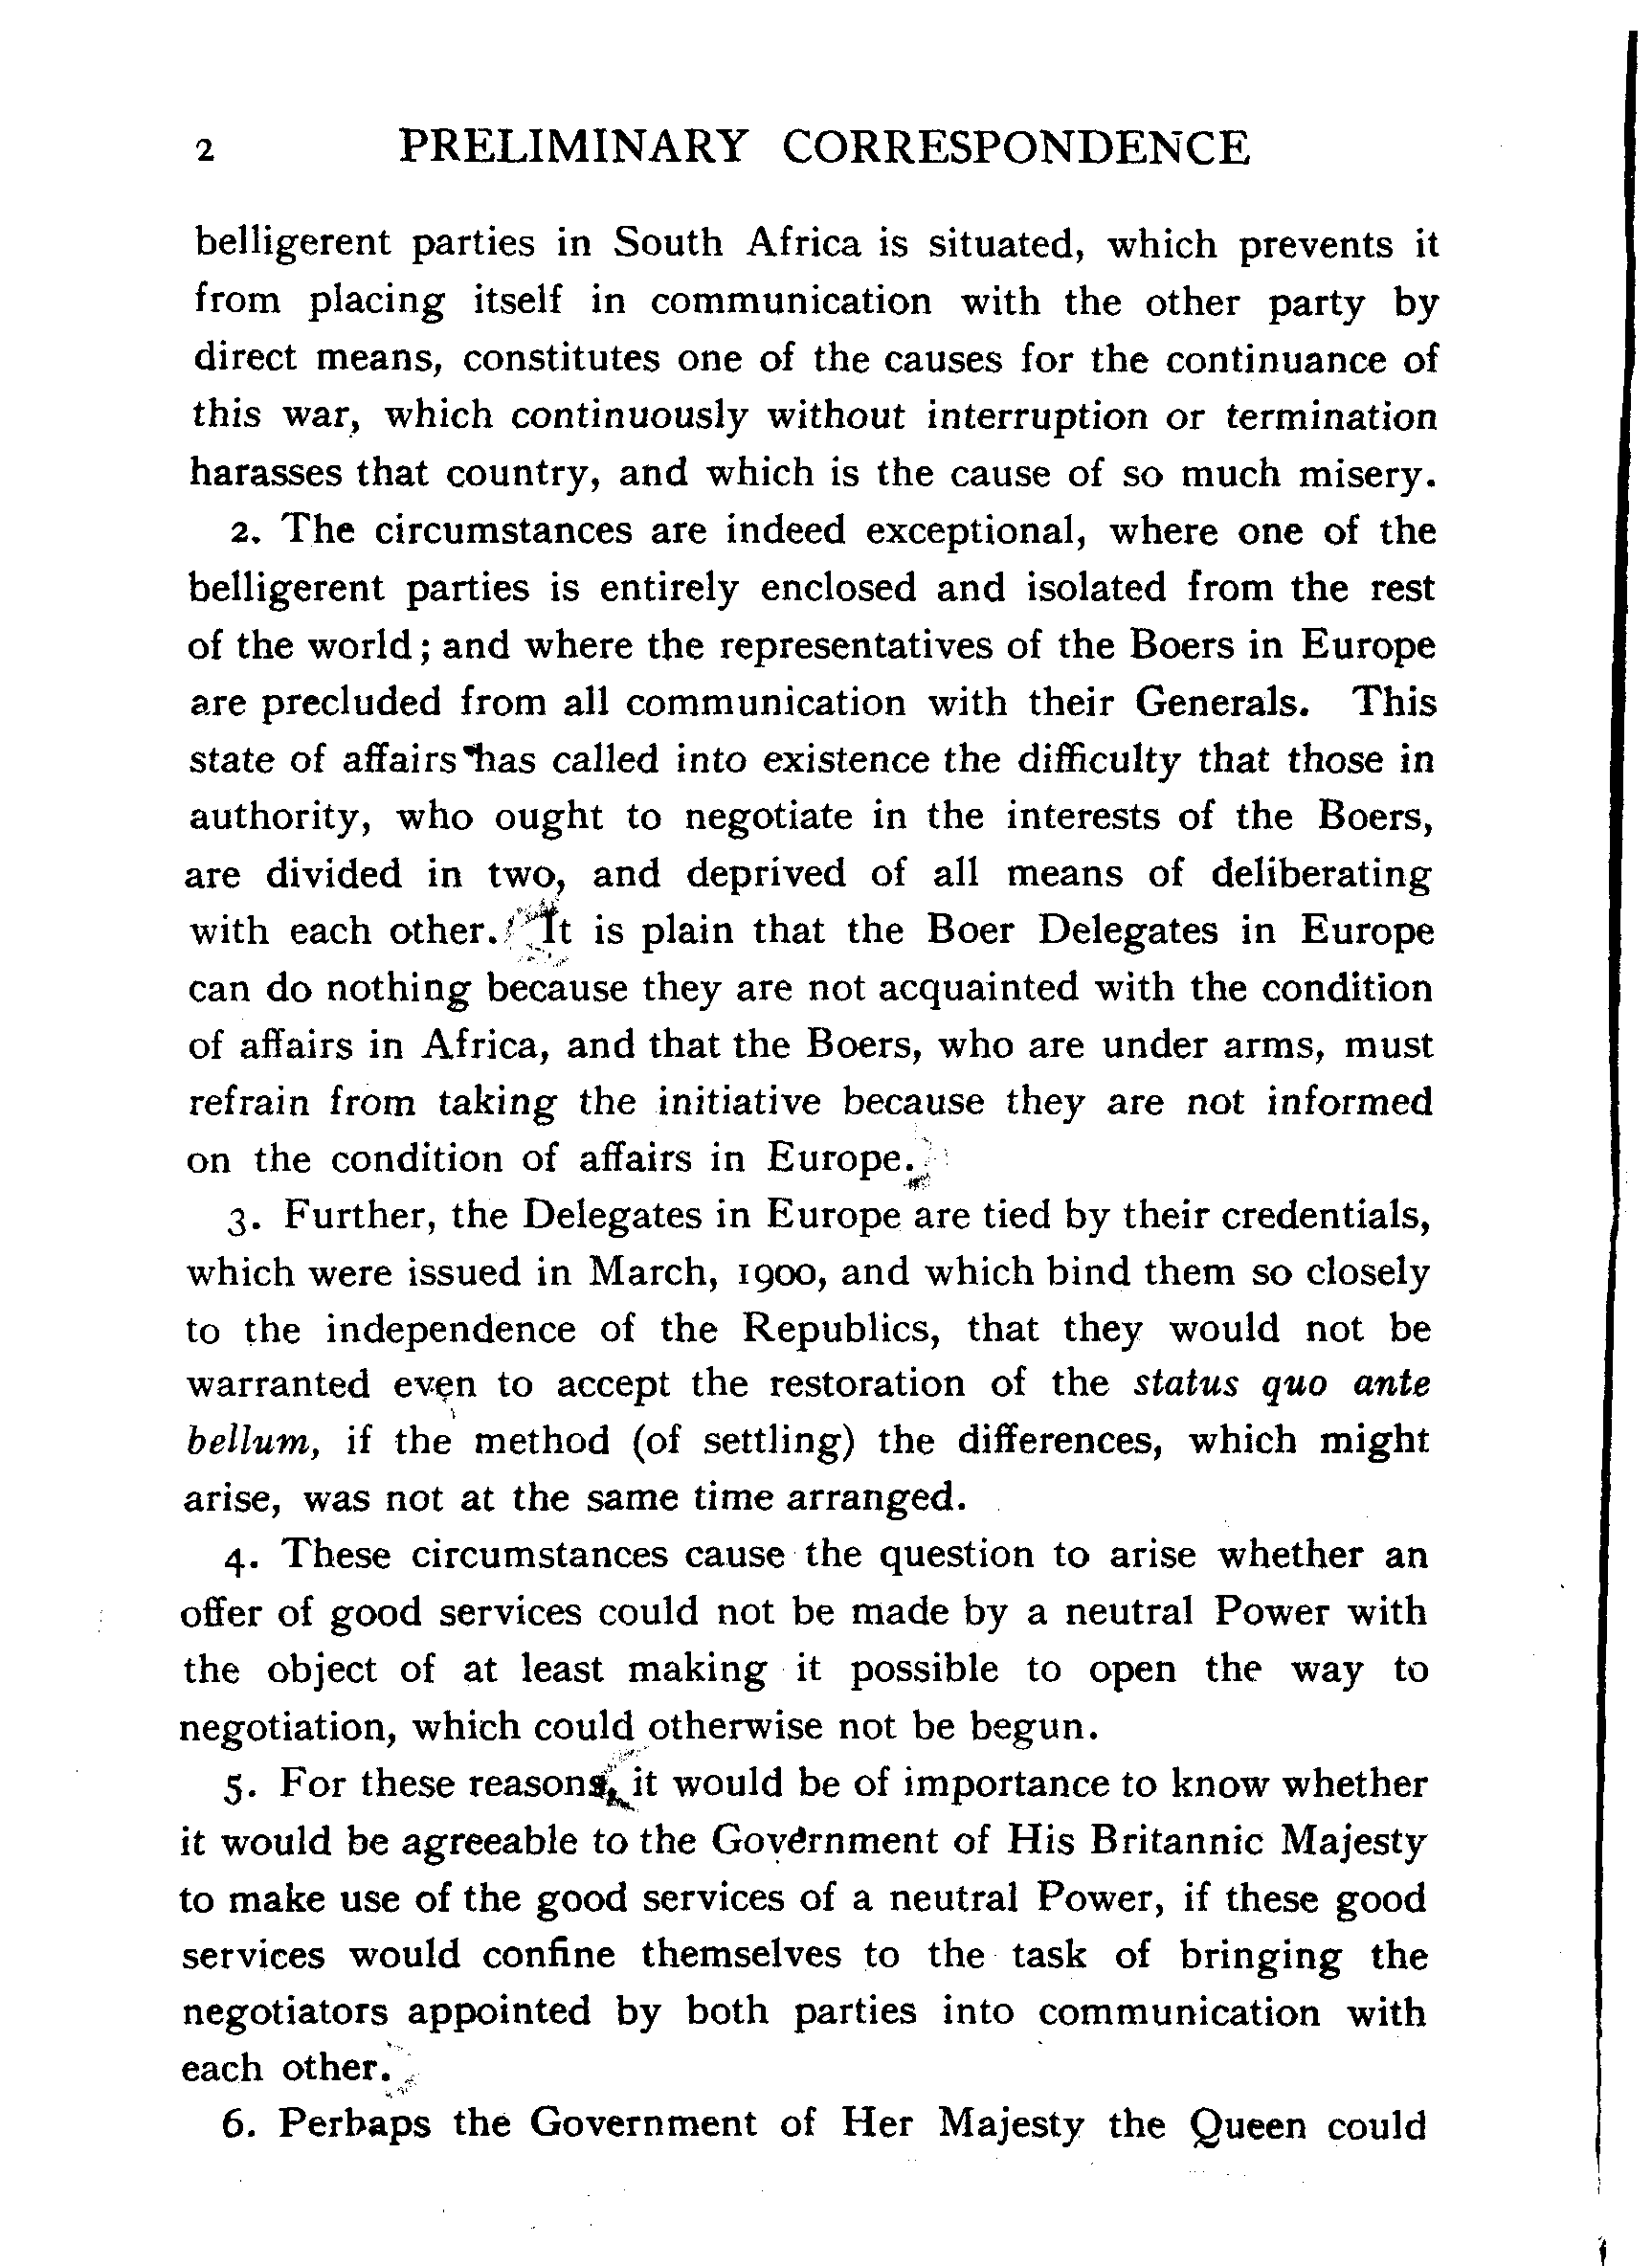 2 PRELIMINARY CORRESPONDENCE
belligerent parties in South Africa is situated, which prevents it
from placing itself in communication with the other party by
direct means, constitutes one of the causes for the continuance of
this war, which continuously without interruption or termination
harasses that country, and which is the cause of so much misery.
2. The circumstances are indeed exceptional, where one of the
belligerent parties is entirely enclosed and isolated from the rest
of the world; and where the representatives of the Boers in Europe
are precluded from all communication with their Generals. This
state of affairs has called into existence the difficulty that those in
authority, who ought to negotiate in the interests of the Boers,
are divided in two, and deprived of all means of deliberating
with each other. It is plain that the Boer Delegates in Europe
can do nothing because they are not acquainted with the condition
of affairs in Africa, and that the Boers, who are under arms, must
refrain from taking the initiative because they are not informed
on the condition of affairs in Europe.
3. Further, the Delegates in Europe are tied by their credentials,
which were issued in March, 1900, and which bind them so closely
to the independence of the Republics, that they would not be
warranted even to accept the restoration of the status quo ante
bellum, if the method (of settling) the differences, which might
arise, was not at the same time arranged.
4. These circumstances cause the question to arise whether an
offer of good services could not be made by a neutral Power with
the object of at least making it possible to open the way to
negotiation, which could otherwise not be begun.
5. For these reasons, it would be of importance to know whether
it would be agreeable to the Government of His Britannic Majesty
to make use of the good services of a neutral Power, if these good
services would confine themselves to the task of bringing the
negotiators appointed by both parties into communication with
each other.
6. Perhaps the Government of Her Majesty the Queen could